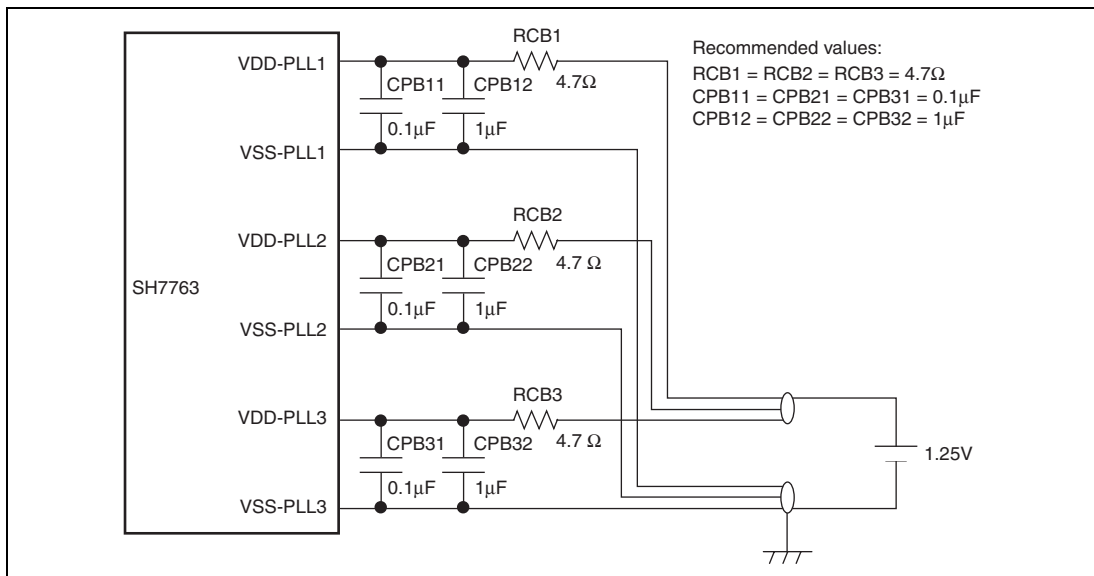 RCB1
VDD-PLL1
CPB11
CPB12
4.7Ω
0.1μF
1μF
VSS-PLL1
Recommended values:
RCB1 = RCB2 = RCB3 = 4.7Ω
CPB11 = CPB21 = CPB31 = 0.1μF
CPB12 = CPB22 = CPB32 = 1μF
RCB2
VDD-PLL2
CPB21
CPB22
4.7 Ω
SH7763
0.1μF
1μF
VSS-PLL2
RCB3
VDD-PLL3
CPB31
CPB32
4.7 Ω
0.1μF
1μF
VSS-PLL3
1.25V